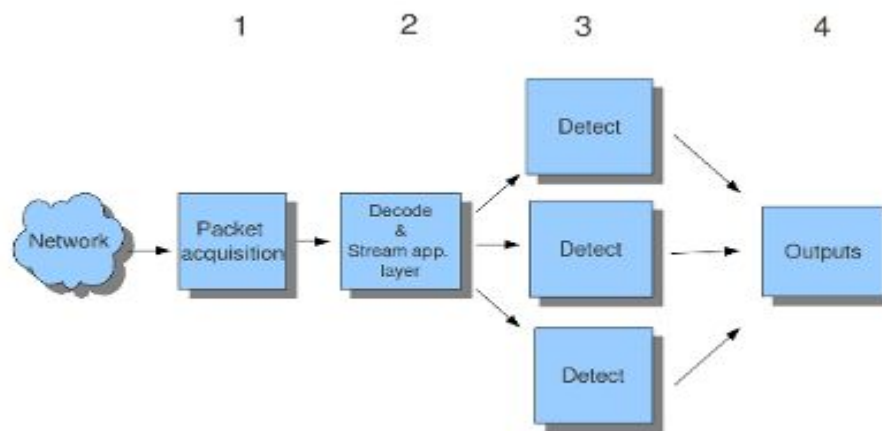 1
2
3
4
Network
Packet
acquisition
Decode
&
Stream app.
layer
Detect
Detect
Detect
Outputs